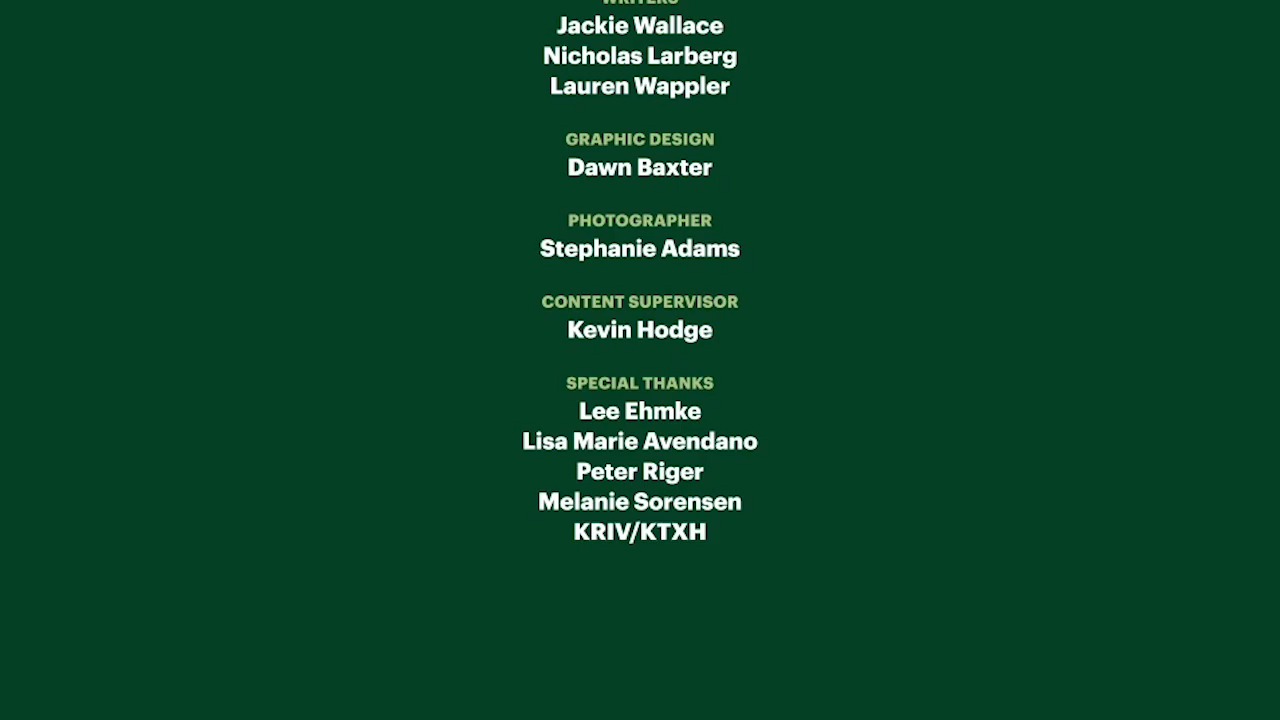 WRITERS
Jackie Wallace
Nicholas Larberg
Lauren Wappler
GRAPHIC DESIGN
Dawn Baxter
PHOTOGRAPHER
Stephanie Adams
CONTENT SUPERVISOR
Kevin Hodge
SPECIAL THANKS
Lee Ehmke
Lisa Marie Avendano
Peter Riger
Melanie Sorensen
KRIV/KTXH